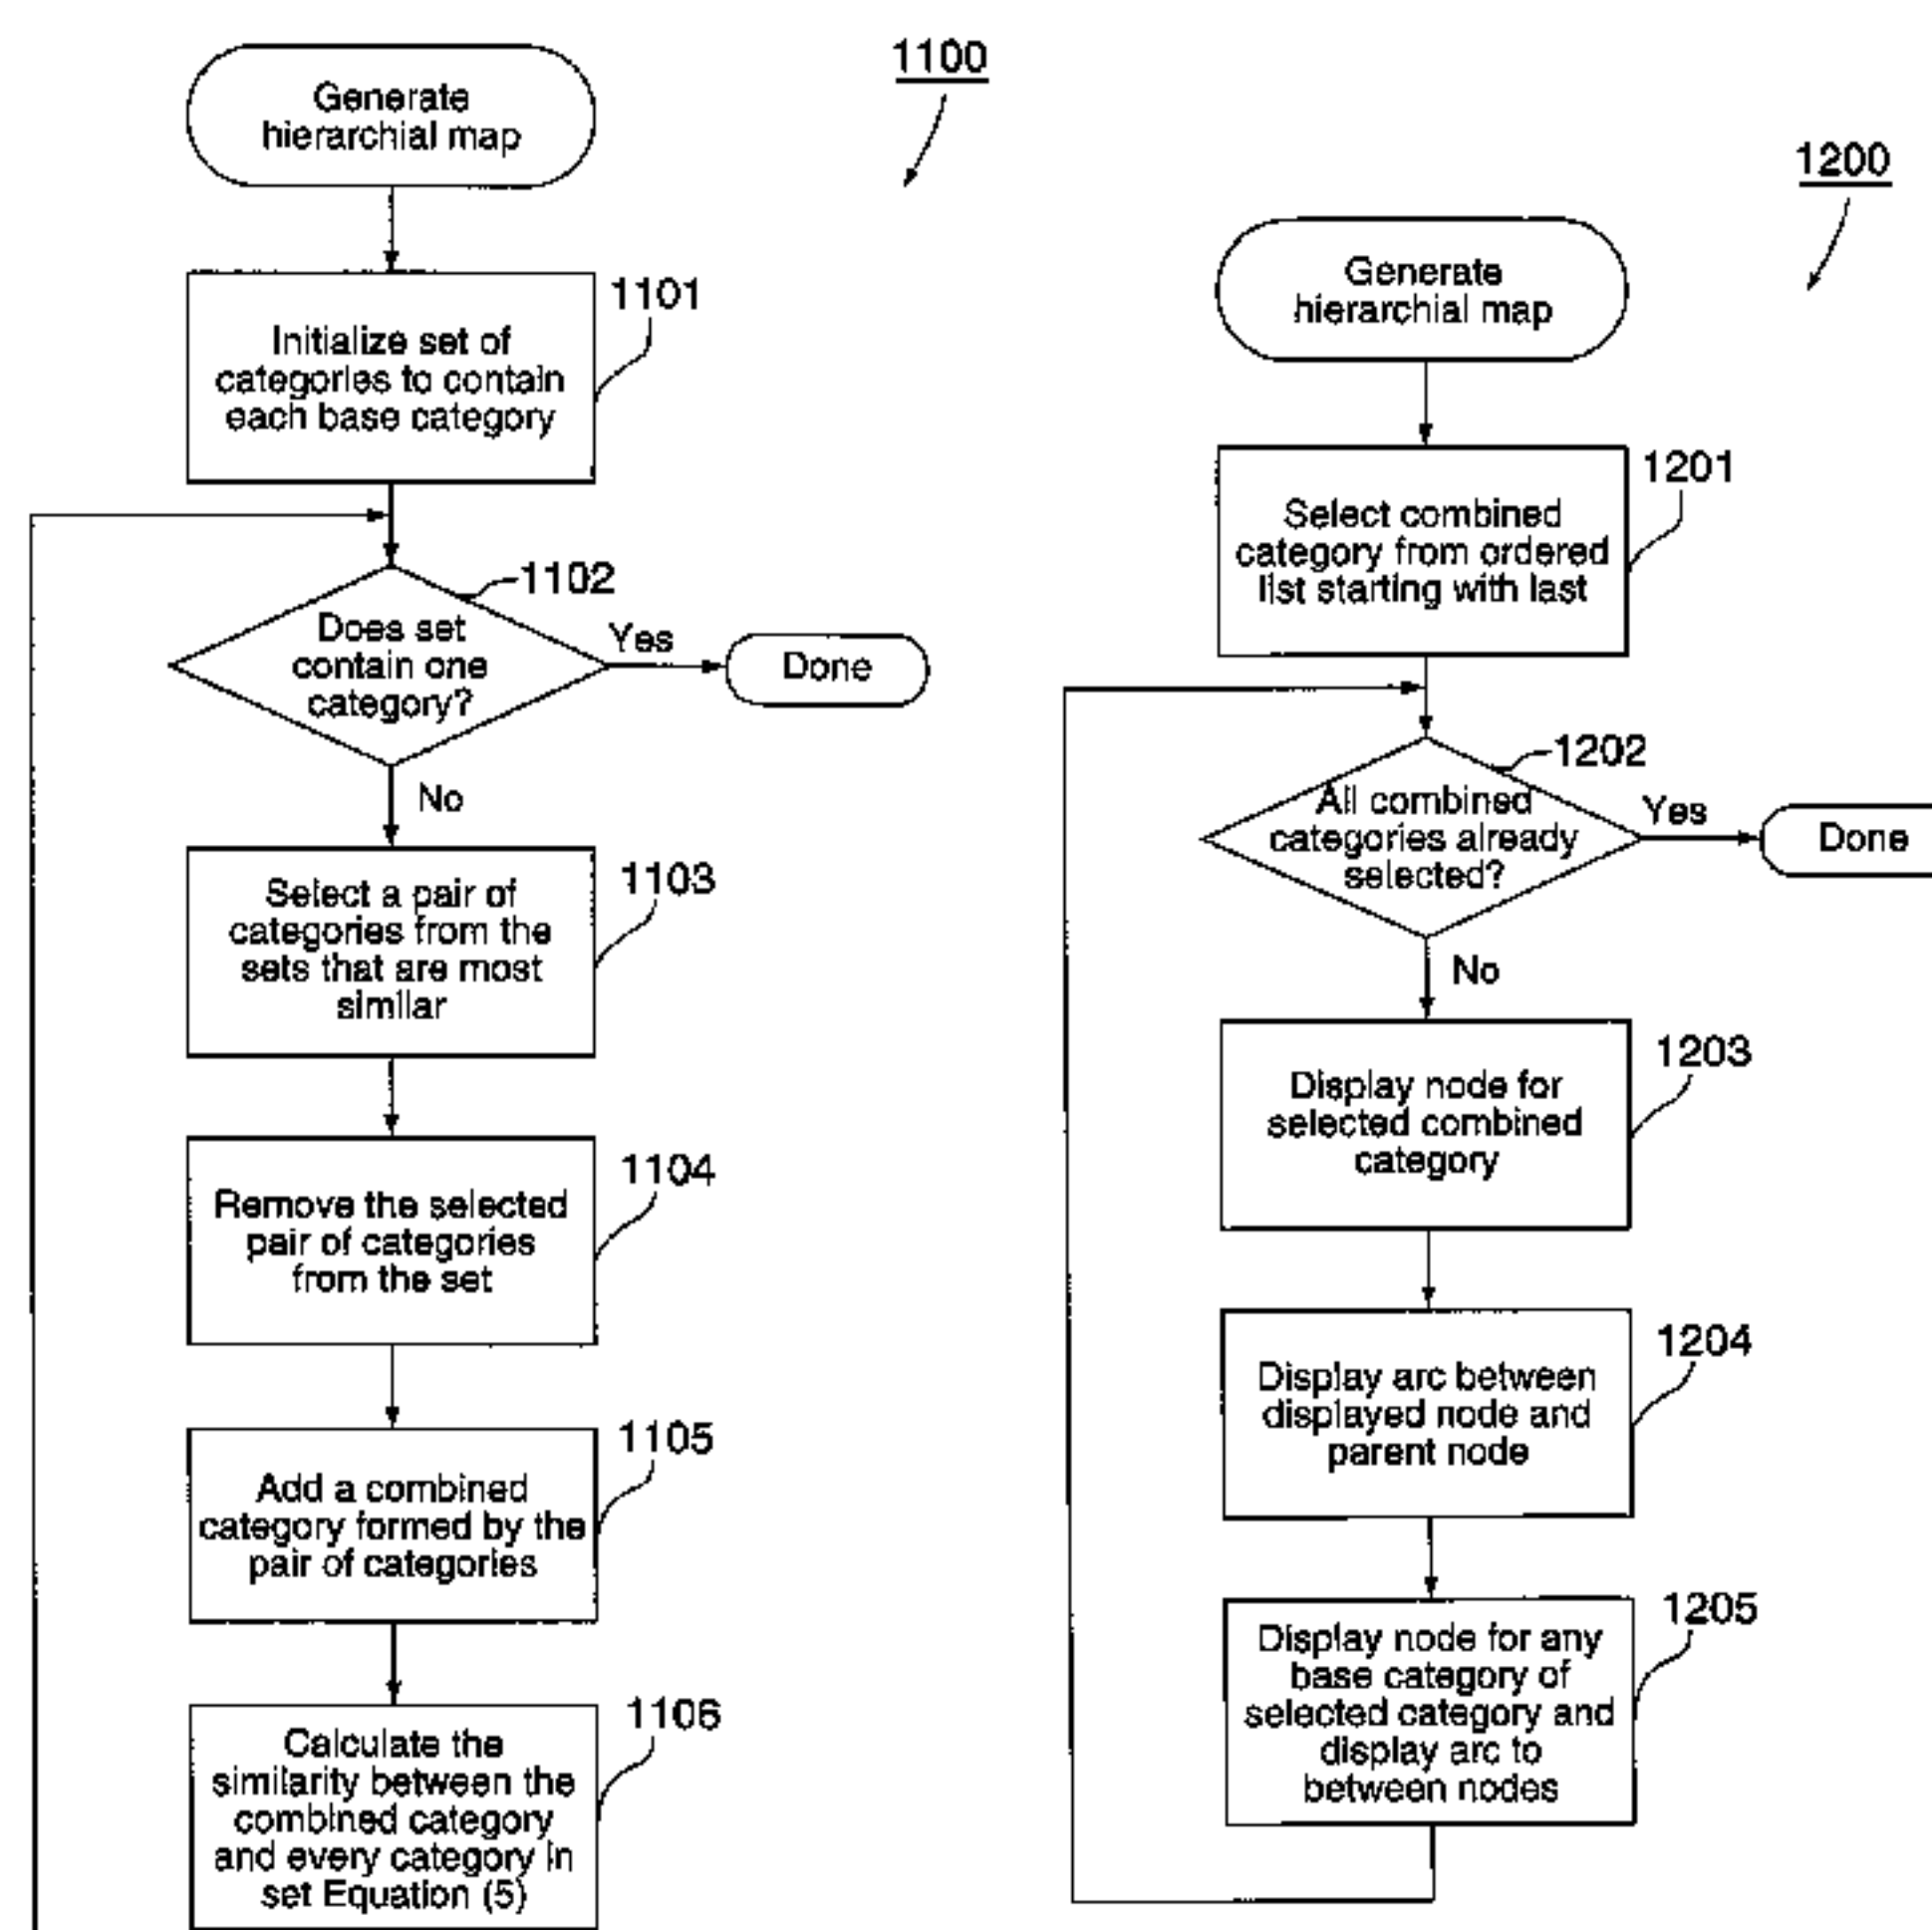 1100
Generate
hierarchial map
1101
Initialize set of
categories to contain
each base category
1102
Does set
contain one
category?
Yes
Done
No
1103
Select a pair of
categories from the
sets that are most
similar
1104
Remove the selected
pair of categories
from the set
1105
Add a combined
category formed by the
pair of categories
1106
Calculate the
similarity between the
combined category
and every category in
set Equation (5)
1200
Generate
hierarchial map
1201
Select combined
category from ordered
list starting with last
1202
All combined
categories already
selected?
Yes
Done
No
1203
Display node for
selected combined
category
1204
Display arc between
displayed node and
parent node
1205
Display node for any
base category of
selected category and
display arc to
between nodes